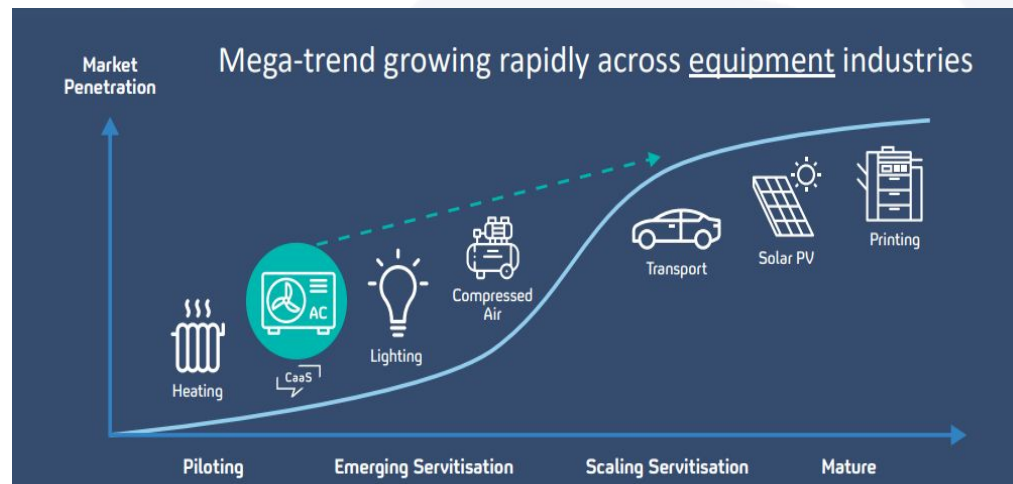 Mega-trend growing rapidly across equipment industries
Market
Penetration
Heating
AC
CaaS
Lighting
Compressed
Air
Transport
Solar PV
Printing
Piloting
Emerging Servitisation
Scaling Servitisation
Mature